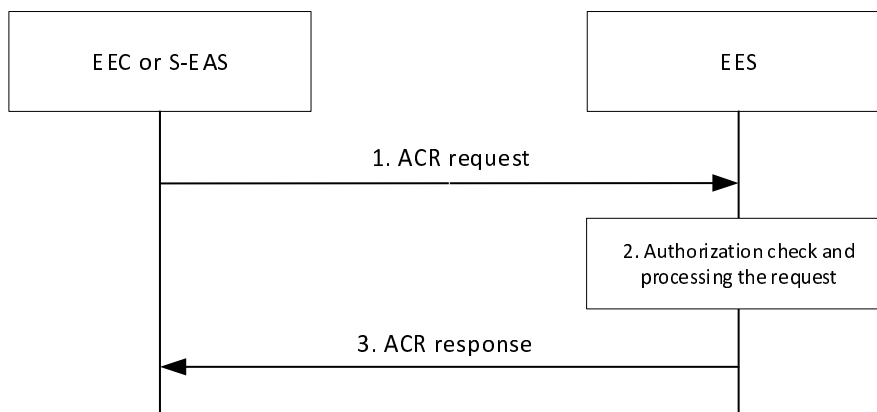 EEC or S-EAS
EES
1. ACR request
2. Authorization check and
processing the request
3. ACR response